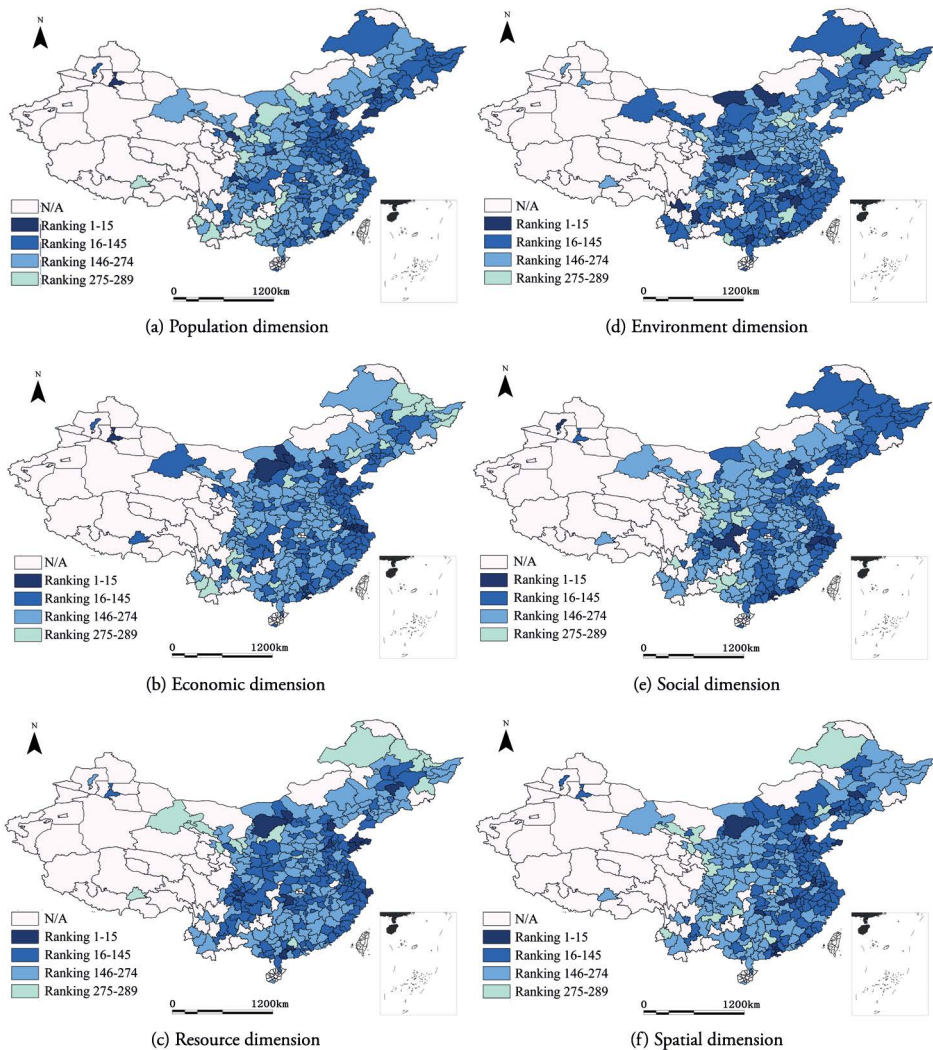 N
N/A
Ranking 1-15
Ranking 16-145
Ranking 146-274
Ranking 275-289
0 1200km
(a) Population dimension
N
N/A
Ranking 1-15
Ranking 16-145
Ranking 146-274
Ranking 275-289
0 1200km
(d) Environment dimension
N
N/A
Ranking 1-15
Ranking 16-145
Ranking 146-274
Ranking 275-289
0 1200km
(b) Economic dimension
N
N/A
Ranking 1-15
Ranking 16-145
Ranking 146-274
Ranking 275-289
0 1200km
(e) Social dimension
N
N/A
Ranking 1-15
Ranking 16-145
Ranking 146-274
Ranking 275-289
0 1200km
(c) Resource dimension
N
N/A
Ranking 1-15
Ranking 16-145
Ranking 146-274
Ranking 275-289
0 1200km
(f) Spatial dimension